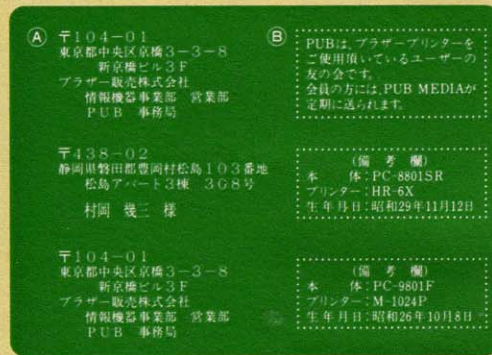 Ⓐ
〒104-01
東京都中央区京橋3-3-8
新京橋ビル3F
ブラザー販売株式会社
情報機器事業部 営業部
PUB 事務局
〒438-02
静岡県磐田郡豊岡村松島103番地
松島アパート3棟 3G8号
村岡 幾三 様
〒104-01
東京都中央区京橋3-3-8
新京橋ビル3F
ブラザー販売株式会社
情報機器事業部 営業部
PUB 事務局
Ⓑ
PUBは、ブラザープリンターを
ご使用頂いているユーザーの
友の会です。
会員の方には、PUB MEDIAが
定期に送られます。
(備 考 欄)
本 体:PC-8801SR
プリンター:HR-6X
生年月日:昭和29年11月12日
(備 考 欄)
本 体:PC-9801F
プリンター:M-1024P
生年月日:昭和26年10月8日